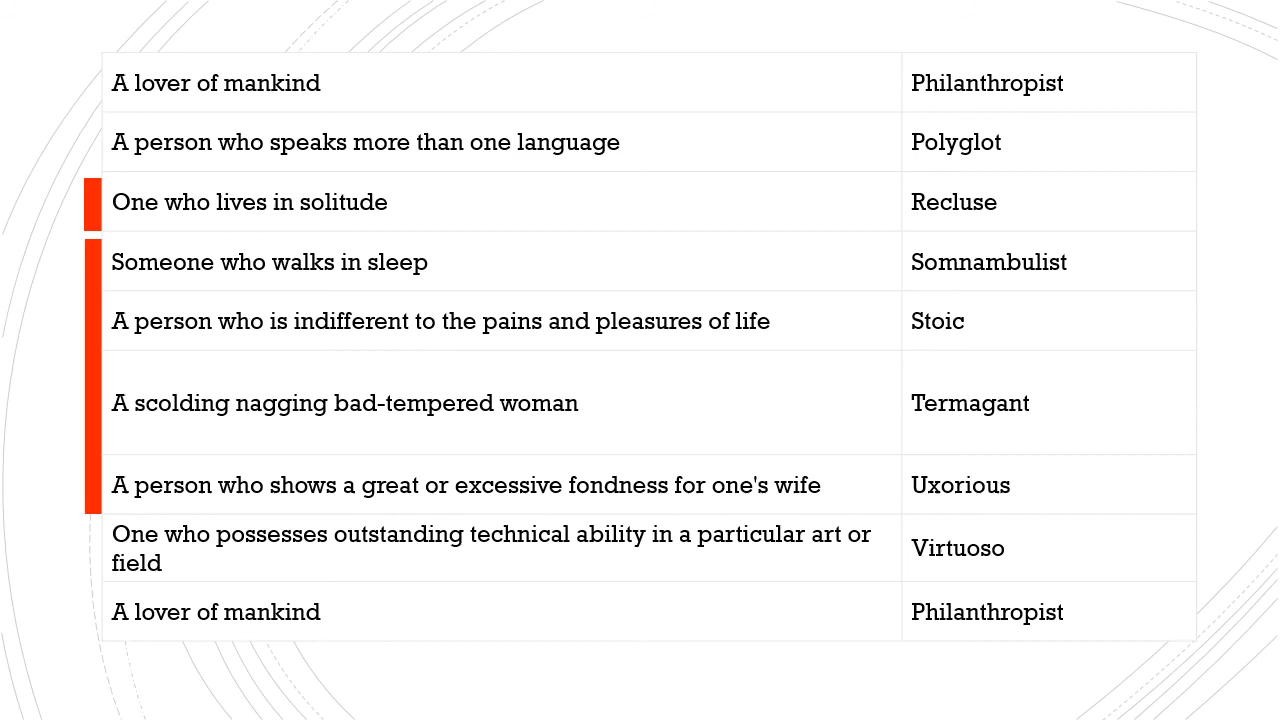 A lover of mankind Philanthropist
A person who speaks more than one language Polyglot
One who lives in solitude Recluse
Someone who walks in sleep Somnambulist
A person who is indifferent to the pains and pleasures of life Stoic
A scolding nagging bad-tempered woman Termagant
A person who shows a great or excessive fondness for one's wife Uxorious
One who possesses outstanding technical ability in a particular art or
field
Virtuoso
A lover of mankind Philanthropist